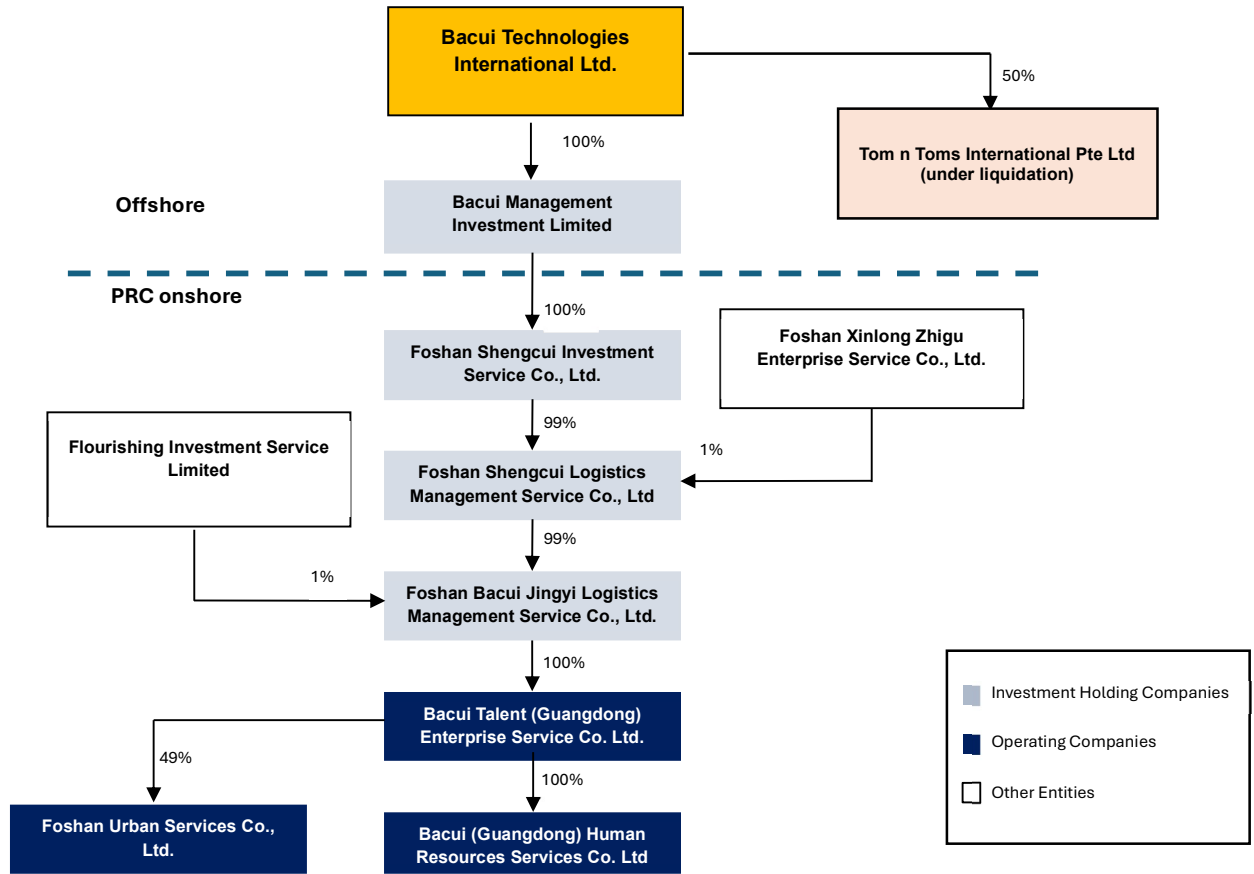 Bacui Technologies
International Ltd.
50%
Tom n Toms International Pte Ltd
(under liquidation)
100%
Bacui Management
Investment Limited
Offshore
PRC onshore
100%
Foshan Shengcui Investment
Service Co., Ltd.
Foshan Xinlong Zhigu
Enterprise Service Co., Ltd.
99%
1%
Flourishing Investment Service
Limited
Foshan Shengcui Logistics
Management Service Co., Ltd
99%
1%
Foshan Bacui Jingyi Logistics
Management Service Co., Ltd.
100%
Bacui Talent (Guangdong)
Enterprise Service Co. Ltd.
49%
100%
Foshan Urban Services Co.,
Ltd.
Bacui (Guangdong) Human
Resources Services Co. Ltd
Investment Holding Companies
Operating Companies
Other Entities